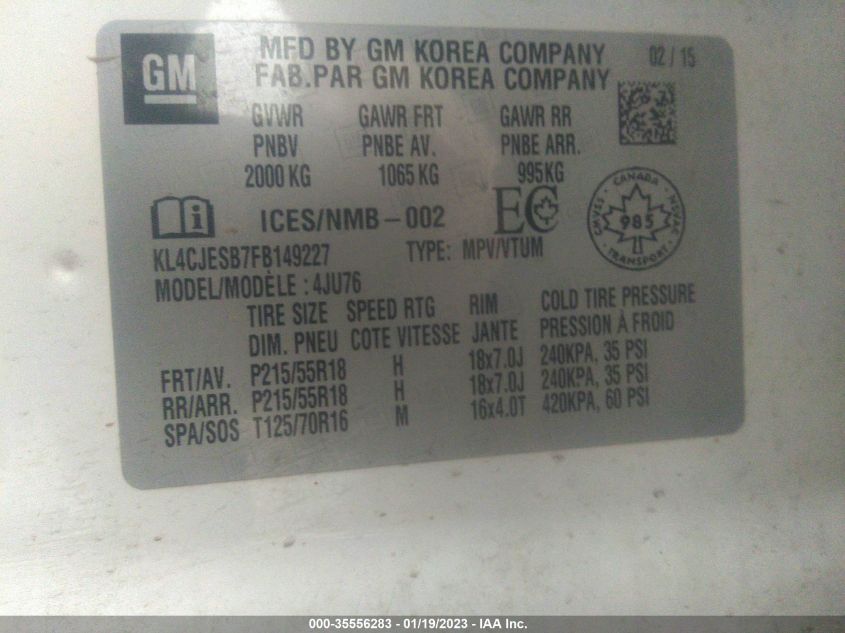 GM
MFD BY GM KOREA COMPANY 02 / 15
FAB.PAR GM KOREA COMPANY
GVWR GAWR FRT GAWR RR
PNBV PNBE AV. PNBE ARR.
2000 KG 1065 KG 995KG
ICES/NMB-002 EC
CANADA
CMVSS 985 NSVAC
TRANSPORT
KL4CJESB7FB149227 TYPE: MPV/VTUM
MODEL/MODÈLE : 4JU76
TIRE SIZE SPEED RTG RIM COLD TIRE PRESSURE
DIM. PNEU COTE VITESSE JANTE PRESSION À FROID
FRT/AV. P215/55R18 H 18x7.0J 240KPA, 35 PSI
RR/ARR. P215/55R18 H 18x7.0J 240KPA, 35 PSI
SPA/SOS T125/70R16 M 16x4.0T 420KPA, 60 PSI
000-35556283 - 01/19/2023 - IAA Inc.